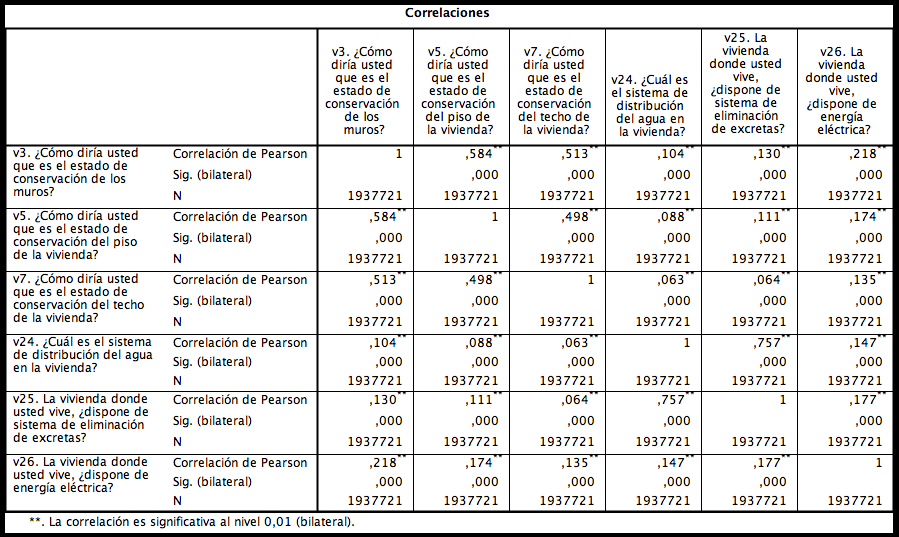 Correlaciones
v3. ¿Cómo diría usted que es el estado de conservación de los muros?
v5. ¿Cómo diría usted que es el estado de conservación del piso de la vivienda?
v7. ¿Cómo diría usted que es el estado de conservación del techo de la vivienda?
v24. ¿Cuál es el sistema de distribución del agua en la vivienda?
v25. La vivienda donde usted vive, ¿dispone de sistema de eliminación de excretas?
v26. La vivienda donde usted vive, ¿dispone de energía eléctrica?
v3. ¿Cómo diría usted
que es el estado de
conservación de los
muros?
Correlación de Pearson 1 ,584** ,513** ,104** ,130** ,218**
Sig. (bilateral) ,000 ,000 ,000 ,000 ,000
N 1937721 1937721 1937721 1937721 1937721 1937721
v5. ¿Cómo diría usted
que es el estado de
conservación del piso
de la vivienda?
Correlación de Pearson ,584** 1 ,498** ,088** ,111** ,174**
Sig. (bilateral) ,000 ,000 ,000 ,000 ,000
N 1937721 1937721 1937721 1937721 1937721 1937721
v7. ¿Cómo diría usted
que es el estado de
conservación del techo
de la vivienda?
Correlación de Pearson ,513** ,498** 1 ,063** ,064** ,135**
Sig. (bilateral) ,000 ,000 ,000 ,000 ,000
N 1937721 1937721 1937721 1937721 1937721 1937721
v24. ¿Cuál es el sistema
de distribución del agua
en la vivienda?
Correlación de Pearson ,104** ,088** ,063** 1 ,757** ,147**
Sig. (bilateral) ,000 ,000 ,000 ,000 ,000
N 1937721 1937721 1937721 1937721 1937721 1937721
v25. La vivienda donde
usted vive, ¿dispone de
sistema de eliminación
de excretas?
Correlación de Pearson ,130** ,111** ,064** ,757** 1 ,177**
Sig. (bilateral) ,000 ,000 ,000 ,000 ,000
N 1937721 1937721 1937721 1937721 1937721 1937721
v26. La vivienda donde
usted vive, ¿dispone de
energía eléctrica?
Correlación de Pearson ,218** ,174** ,135** ,147** ,177** 1
Sig. (bilateral) ,000 ,000 ,000 ,000 ,000
N 1937721 1937721 1937721 1937721 1937721 1937721
**. La correlación es significativa al nivel 0,01 (bilateral).